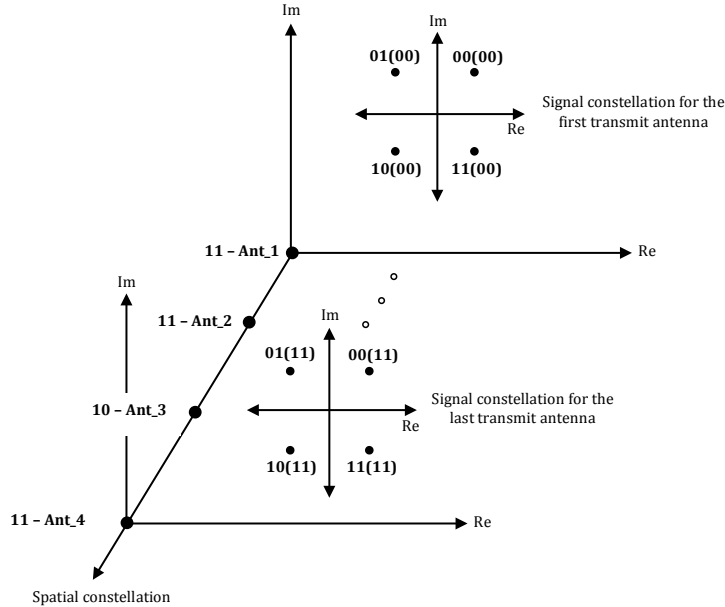 Im
Im
01(00)
00(00)
Signal constellation for the
first transmit antenna
Re
10(00)
11(00)
11 – Ant_1
Re
Im
Im
11 – Ant_2
01(11)
00(11)
Signal constellation for the
last transmit antenna
10 – Ant_3
Re
10(11)
11(11)
11 – Ant_4
Re
Spatial constellation